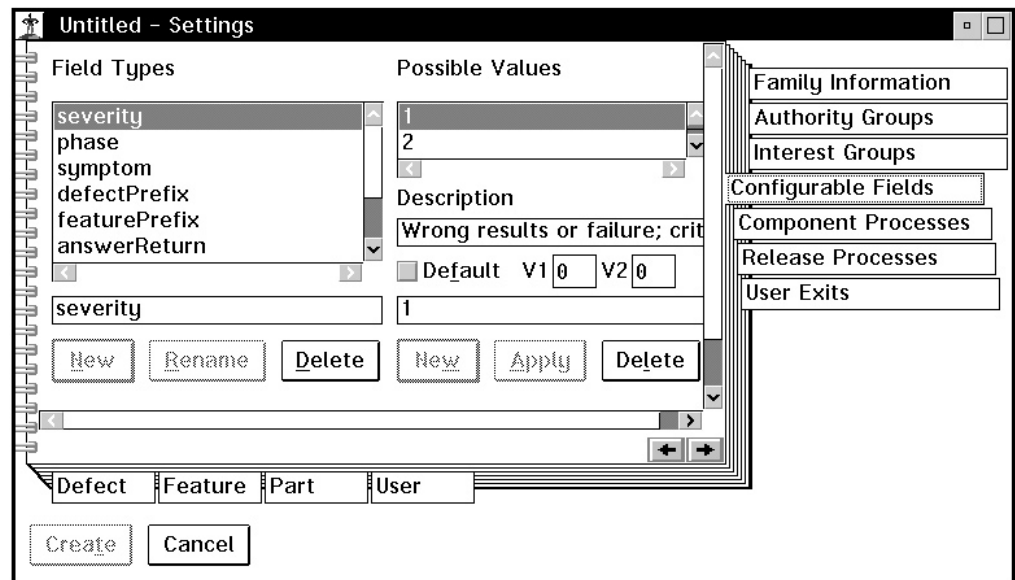 Untitled – Settings
Field Types
severity
phase
symptom
defectPrefix
featurePrefix
answerReturn
severity
New Rename Delete
Possible Values
1
2
Description
Wrong results or failure; crit
Default V1 0 V2 0
1
New Apply Delete
Family Information
Authority Groups
Interest Groups
Configurable Fields
Component Processes
Release Processes
User Exits
Defect Feature Part User
Create Cancel